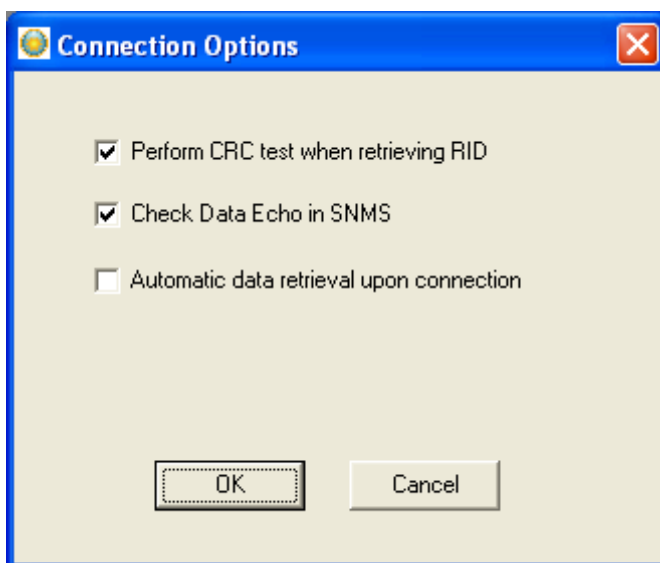 Connection Options
Perform CRC test when retrieving RID
Check Data Echo in SNMS
Automatic data retrieval upon connection
OK
Cancel